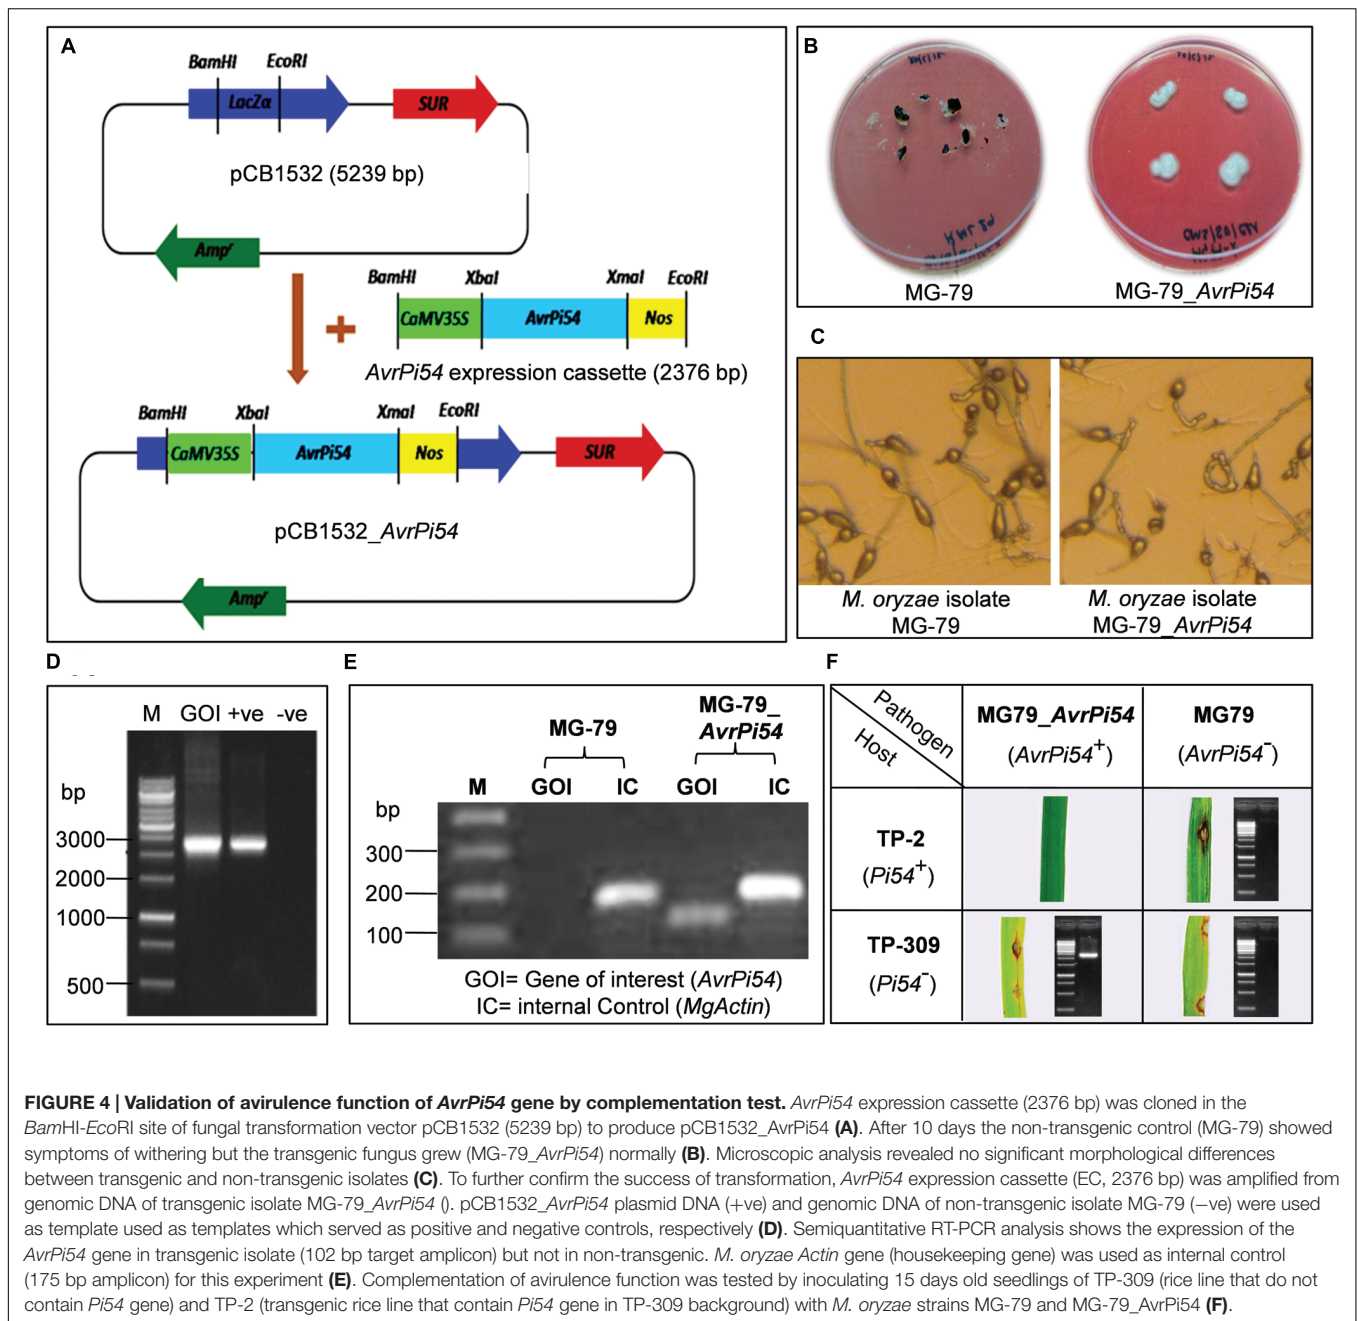 A
BamHI EcoRI
LacZα SUR
pCB1532 (5239 bp)
Ampr
BamHI XbaI XmaI EcoRI
CaMV35S AvrPi54 Nos
+
AvrPi54 expression cassette (2376 bp)
BamHI XbaI XmaI EcoRI
CaMV35S AvrPi54 Nos SUR
pCB1532_AvrPi54
Ampr
B
MG-79 MG-79_AvrPi54
C
M. oryzae isolate
MG-79
M. oryzae isolate
MG-79_AvrPi54
D
M GOI +ve -ve
bp
3000
2000
1000
500
E
MG-79
MG-79_
AvrPi54
M GOI IC GOI IC
bp
300
200
100
GOI= Gene of interest (AvrPi54)
IC= internal Control (MgActin)
F
Pathogen
Host
MG79_AvrPi54
(AvrPi54+)
MG79
(AvrPi54-)
TP-2
(Pi54+)
TP-309
(Pi54-)
FIGURE 4 | Validation of avirulence function of AvrPi54 gene by complementation test. AvrPi54 expression cassette (2376 bp) was cloned in the
BamHI-EcoRI site of fungal transformation vector pCB1532 (5239 bp) to produce pCB1532_AvrPi54 (A). After 10 days the non-transgenic control (MG-79) showed
symptoms of withering but the transgenic fungus grew (MG-79_AvrPi54) normally (B). Microscopic analysis revealed no significant morphological differences
between transgenic and non-transgenic isolates (C). To further confirm the success of transformation, AvrPi54 expression cassette (EC, 2376 bp) was amplified from
genomic DNA of transgenic isolate MG-79_AvrPi54 (). pCB1532_AvrPi54 plasmid DNA (+ve) and genomic DNA of non-transgenic isolate MG-79 (−ve) were used
as template used as templates which served as positive and negative controls, respectively (D). Semiquantitative RT-PCR analysis shows the expression of the
AvrPi54 gene in transgenic isolate (102 bp target amplicon) but not in non-transgenic. M. oryzae Actin gene (housekeeping gene) was used as internal control
(175 bp amplicon) for this experiment (E). Complementation of avirulence function was tested by inoculating 15 days old seedlings of TP-309 (rice line that do not
contain Pi54 gene) and TP-2 (transgenic rice line that contain Pi54 gene in TP-309 background) with M. oryzae strains MG-79 and MG-79_AvrPi54 (F).